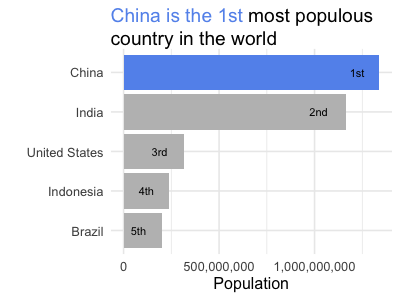 China is the 1st most populous
country in the world
China
1st
India
2nd
United States
3rd
Indonesia
4th
Brazil
5th
0
500,000,000
1,000,000,000
Population